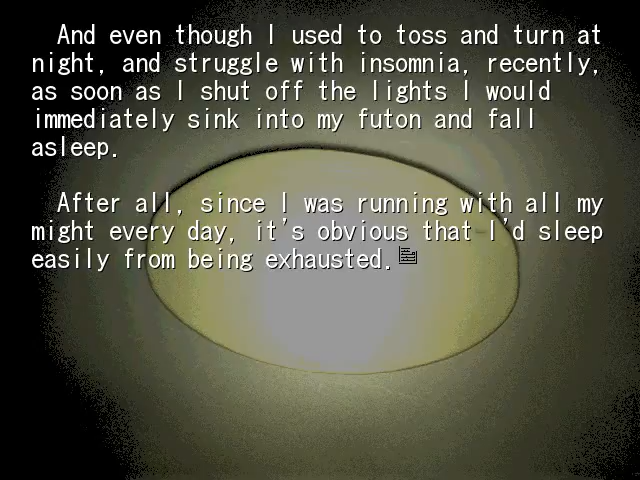 And even though I used to toss and turn at
night, and struggle with insomnia, recently,
as soon as I shut off the lights I would
immediately sink into my futon and fall
asleep.
After all, since I was running with all my
might every day, it's obvious that I'd sleep
easily from being exhausted.